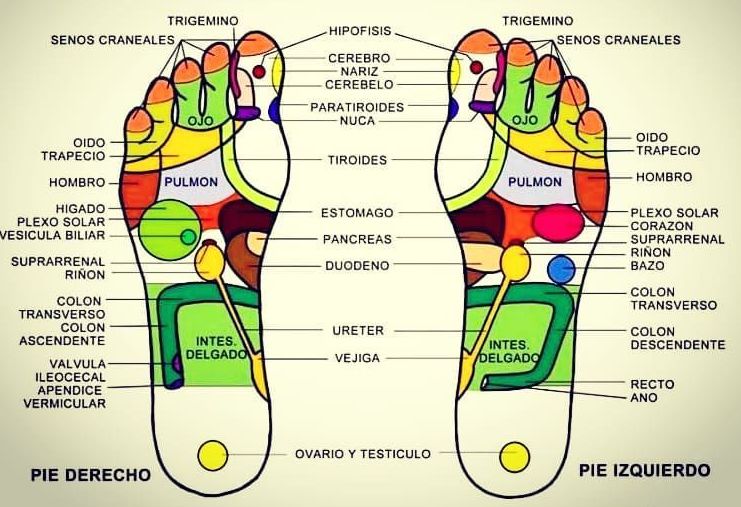 TRIGEMINO
SENOS CRANEALES
HIPOFISIS
CEREBRO
NARIZ
CEREBELO
PARATIROIDES
NUCA
TIROIDES
ESTOMAGO
PANCREAS
DUODENO
URETER
VEJIGA
OVARIO Y TESTICULO
TRIGEMINO
SENOS CRANEALES
OJO
OIDO
TRAPECIO
HOMBRO
PULMON
HIGADO
PLEXO SOLAR
VESICULA BILIAR
SUPRARRENAL
RIÑON
COLON
TRANSVERSO
COLON
ASCENDENTE
INTES.
DELGADO
VALVULA
ILEOCECAL
APENDICE
VERMICULAR
PIE DERECHO
OJO
OIDO
TRAPECIO
HOMBRO
PULMON
PLEXO SOLAR
CORAZON
SUPRARRENAL
RIÑON
BAZO
COLON
TRANSVERSO
COLON
DESCENDENTE
INTES.
DELGADO
RECTO
ANO
PIE IZQUIERDO